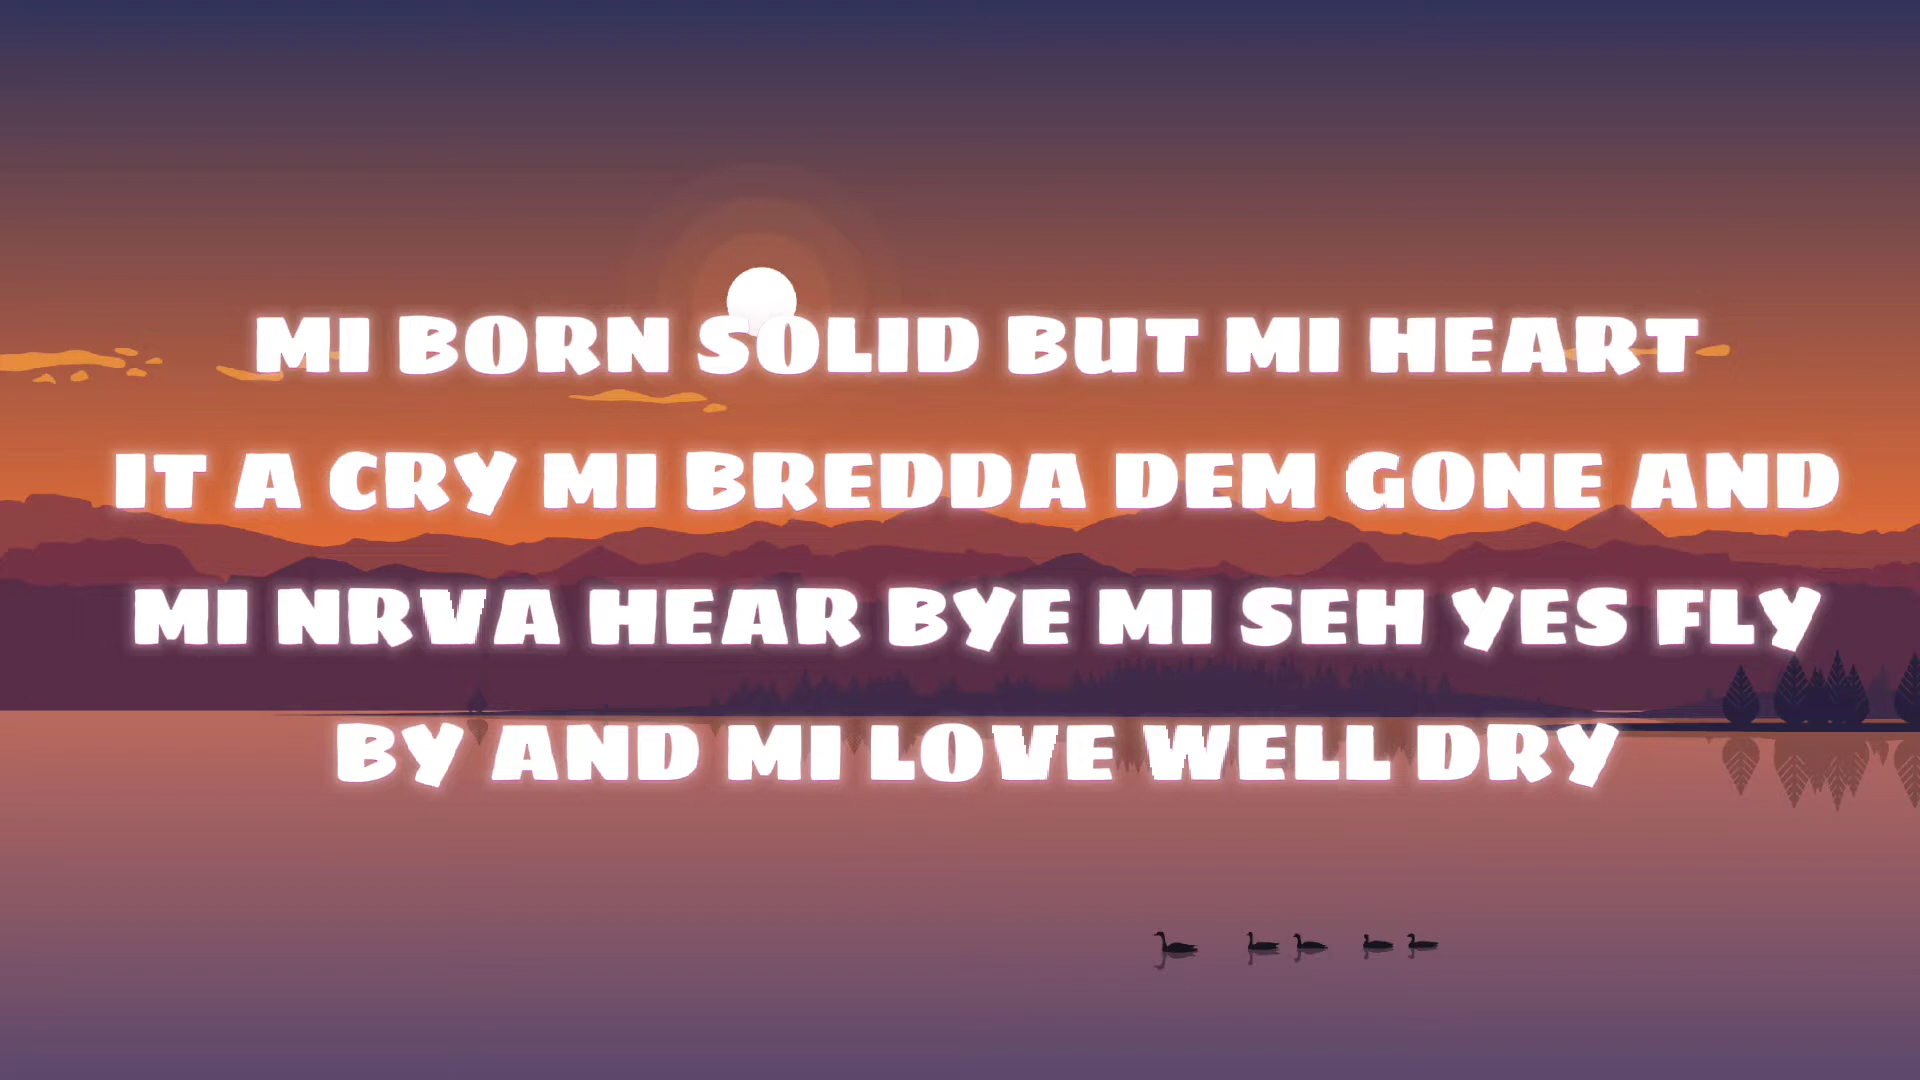 MI BORN SOLID BUT MI HEART
IT A CRY MI BREDDA DEM GONE AND
MI NRVA HEAR BYE MI SEH YES FLY
BY AND MI LOVE WELL DRY